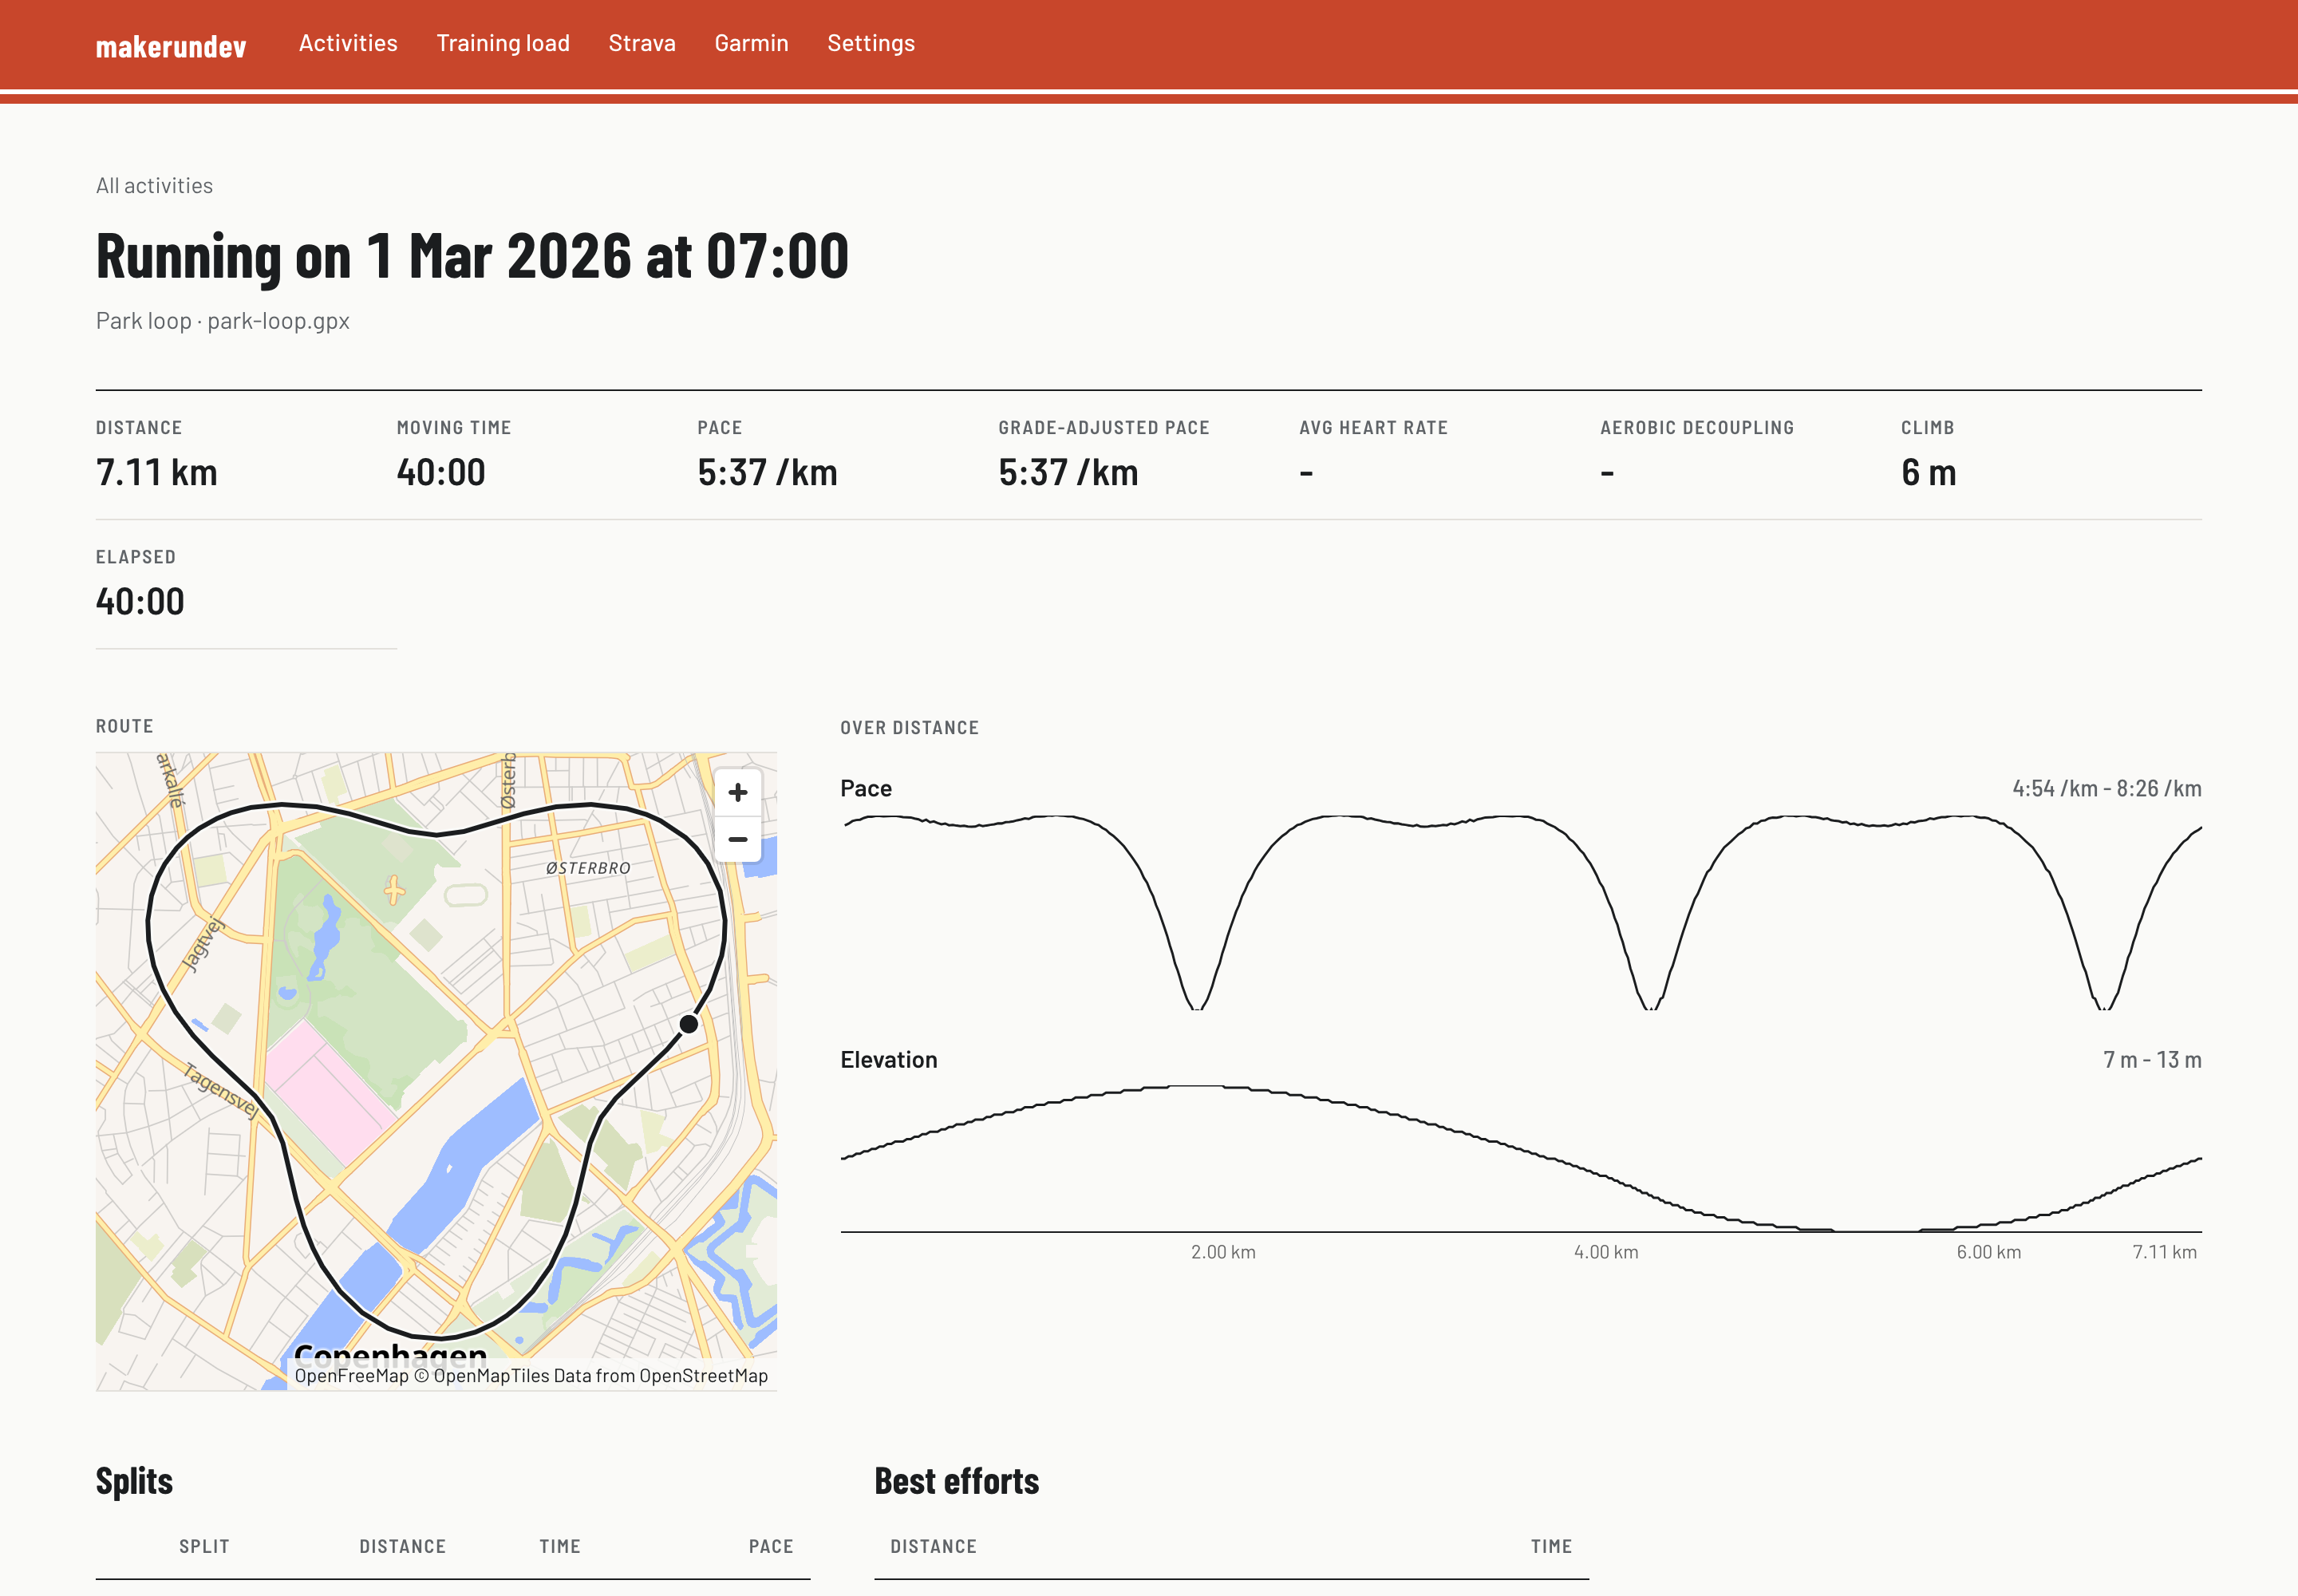 makerundev Activities Training load Strava Garmin Settings
All activities
Running on 1 Mar 2026 at 07:00
Park loop · park-loop.gpx
DISTANCE MOVING TIME PACE GRADE-ADJUSTED PACE AVG HEART RATE AEROBIC DECOUPLING CLIMB
7.11 km 40:00 5:37 /km 5:37 /km - - 6 m
ELAPSED
40:00
ROUTE
arkallé
Østerb
+
−
ØSTERBRO
Jagtvej
Tagensvej
Copenhagen
OpenFreeMap © OpenMapTiles Data from OpenStreetMap
OVER DISTANCE
Pace 4:54 /km - 8:26 /km
Elevation 7 m - 13 m
2.00 km 4.00 km 6.00 km 7.11 km
Splits
SPLIT DISTANCE TIME PACE
Best efforts
DISTANCE TIME